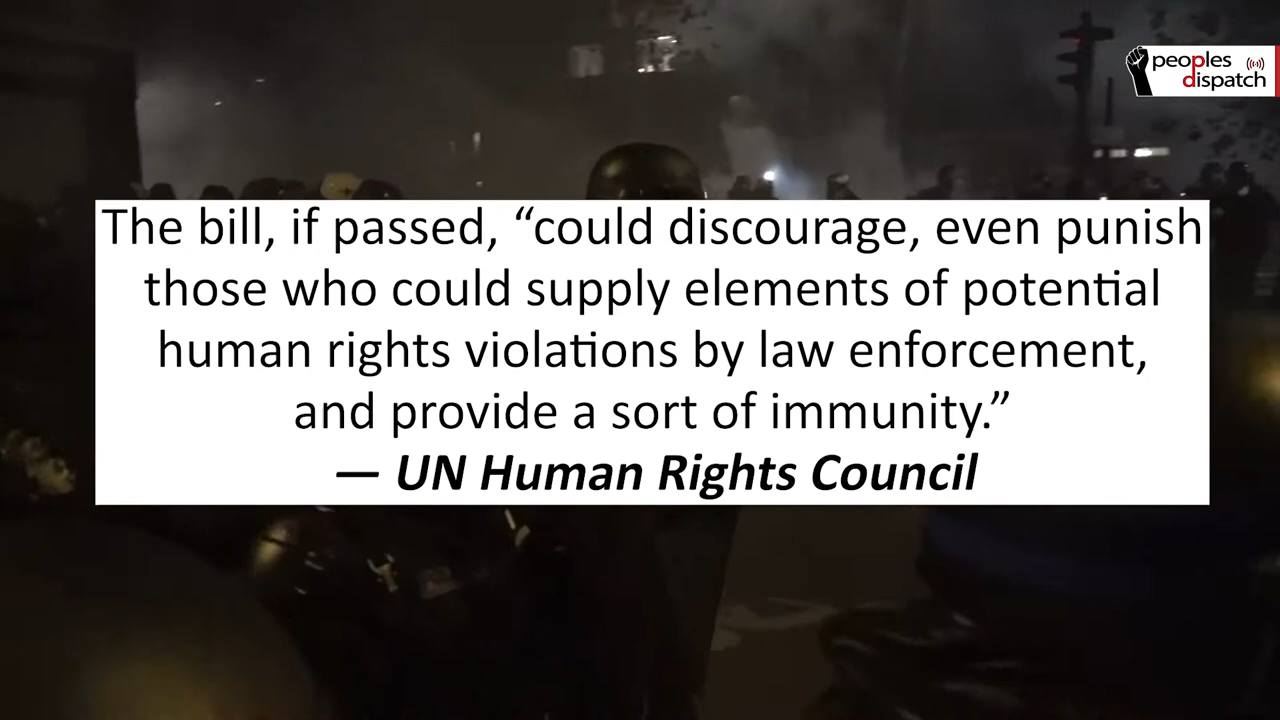 peoples
dispatch
The bill, if passed, “could discourage, even punish
those who could supply elements of potential
human rights violations by law enforcement,
and provide a sort of immunity.”
— UN Human Rights Council